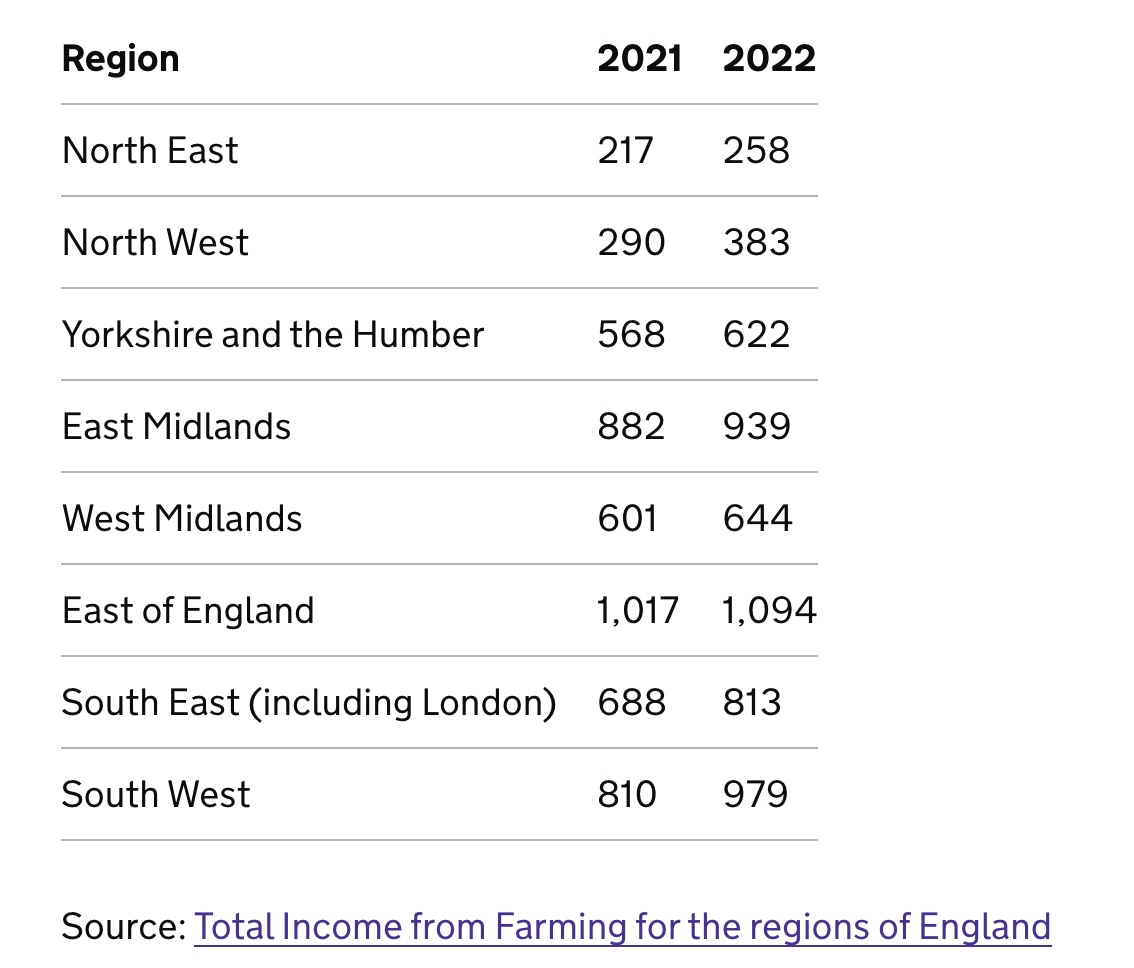 Region 2021 2022
North East 217 258
North West 290 383
Yorkshire and the Humber 568 622
East Midlands 882 939
West Midlands 601 644
East of England 1,017 1,094
South East (including London) 688 813
South West 810 979
Source: Total Income from Farming for the regions of England